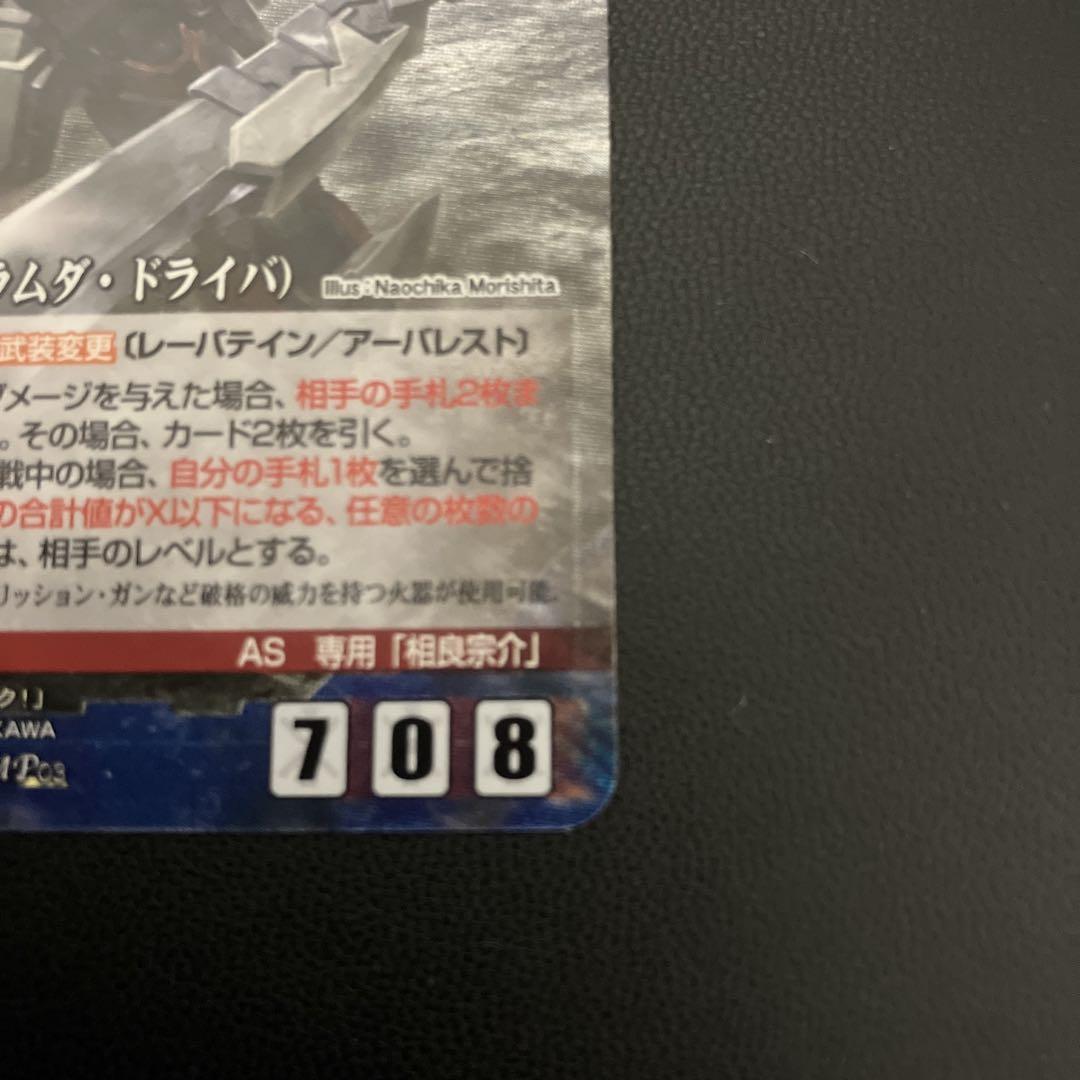 ラムダ・ドライバ)
Illus:Naochika Morishita
武装変更 〔レーバテイン/アーバレスト〕
ダメージを与えた場合、相手の手札2枚ま
。その場合、カード2枚を引く。
戦中の場合、自分の手札1枚を選んで捨
の合計値がX以下になる、任意の枚数の
は、相手のレベルとする。
リッション・ガンなど破格の威力を持つ火器が使用可能.
AS 専用「相良宗介」
ク!」
KAWA
P03
7 0 8